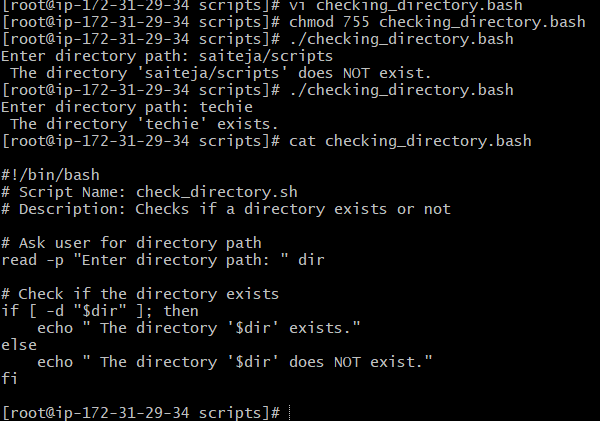 [root@ip-172-31-29-34 scripts]# vi checking_directory.bash
[root@ip-172-31-29-34 scripts]# chmod 755 checking_directory.bash
[root@ip-172-31-29-34 scripts]# ./checking_directory.bash
Enter directory path: saiteja/scripts
 The directory 'saiteja/scripts' does NOT exist.
[root@ip-172-31-29-34 scripts]# ./checking_directory.bash
Enter directory path: techie
 The directory 'techie' exists.
[root@ip-172-31-29-34 scripts]# cat checking_directory.bash

#!/bin/bash
# Script Name: check_directory.sh
# Description: Checks if a directory exists or not

# Ask user for directory path
read -p "Enter directory path: " dir

# Check if the directory exists
if [ -d "$dir" ]; then
    echo " The directory '$dir' exists."
else
    echo " The directory '$dir' does NOT exist."
fi

[root@ip-172-31-29-34 scripts]#